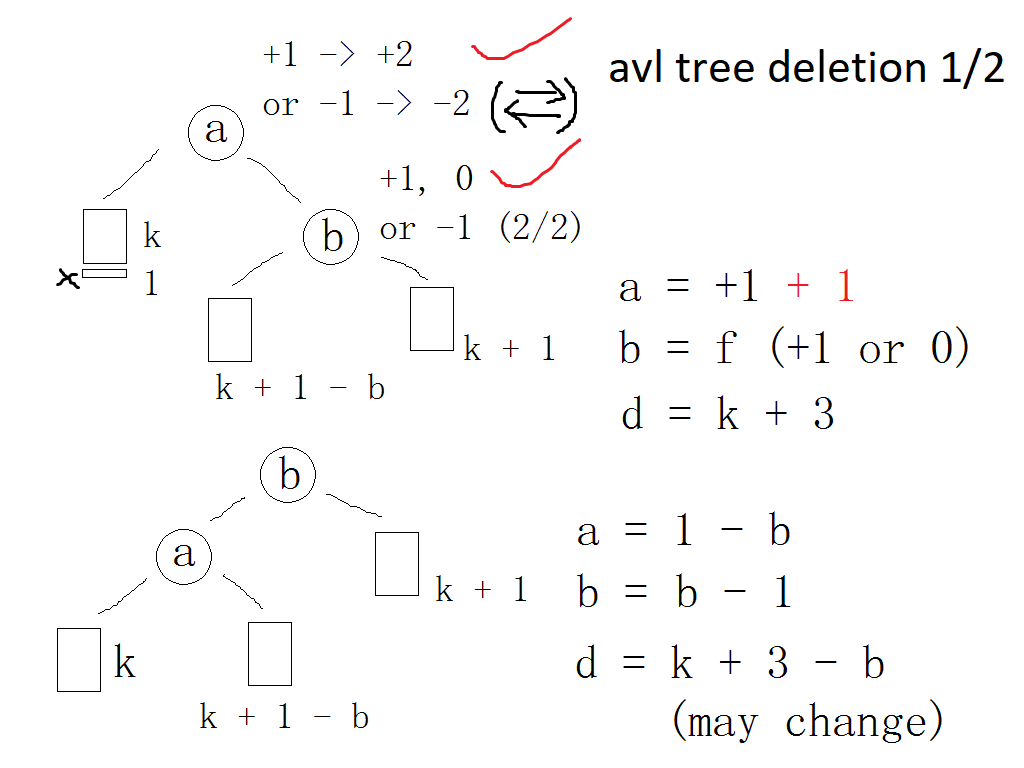 avl tree deletion 1/2
+1 -> +2
or -1 -> -2 (⇄)
a
+1, 0
or -1 (2/2)
b
k
x 1
k + 1
k + 1 - b
a = +1 + 1
b = f (+1 or 0)
d = k + 3
b
a
k + 1
k
k + 1 - b
a = 1 - b
b = b - 1
d = k + 3 - b
(may change)